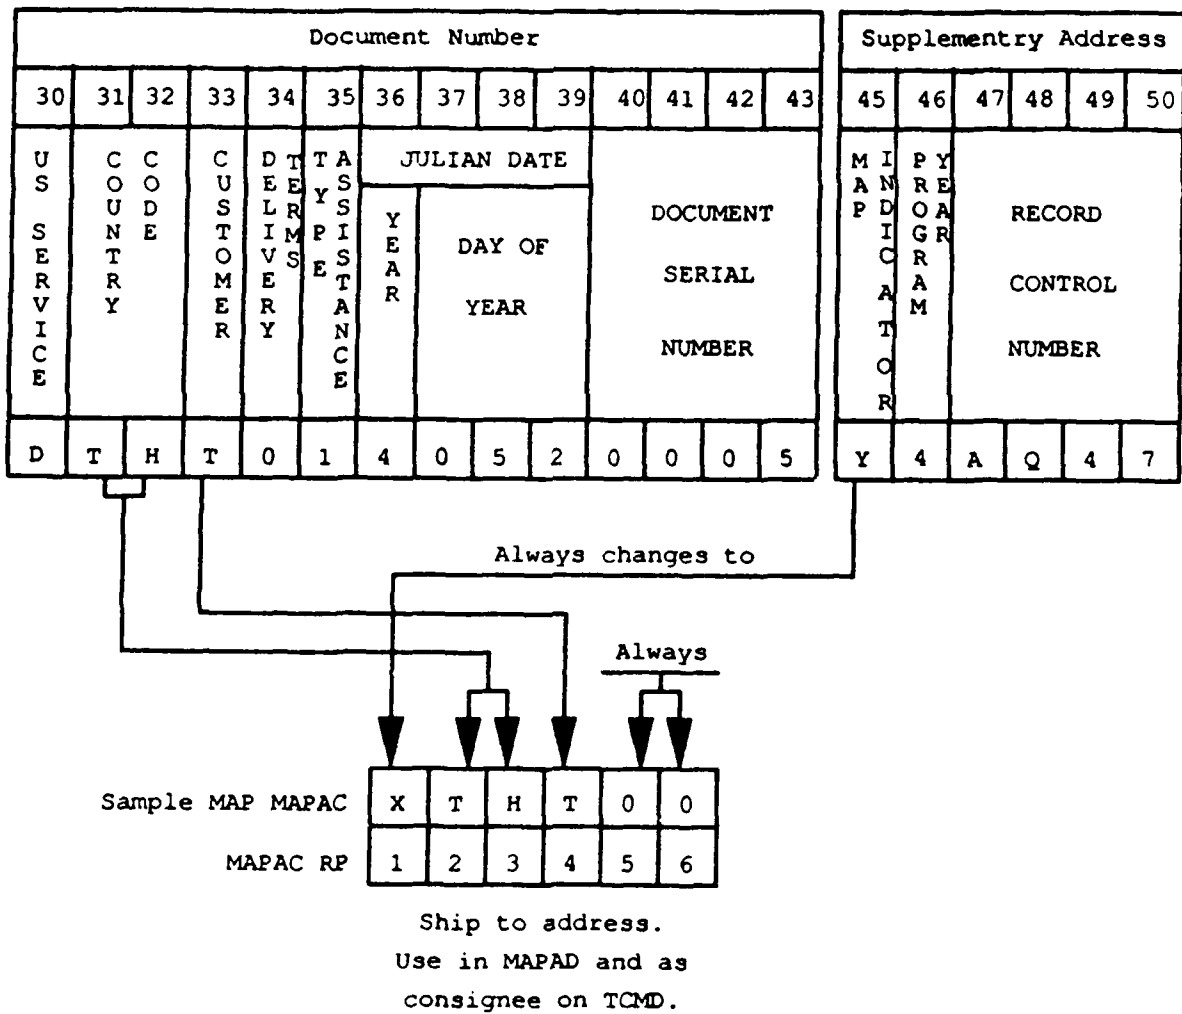 Document Number
Supplementry Address
30 31 32 33 34 35 36 37 38 39 40 41 42 43
45 46 47 48 49 50
US SERVICE
COUNTRY
CODE
CUSTOMER
DELIVERY
TERMS
TYPE
ASSISTANCE
JULIAN DATE
YEAR
DAY OF
YEAR
DOCUMENT
SERIAL
NUMBER
MAP
INDICATOR
PROGRAM
YEAR
RECORD
CONTROL
NUMBER
D T H T 0 1 4 0 5 2 0 0 0 5
Y 4 A Q 4 7
Always changes to
Always
Sample MAP MAPAC X T H T 0 0
MAPAC RP 1 2 3 4 5 6
Ship to address.
Use in MAPAD and as
consignee on TCMD.